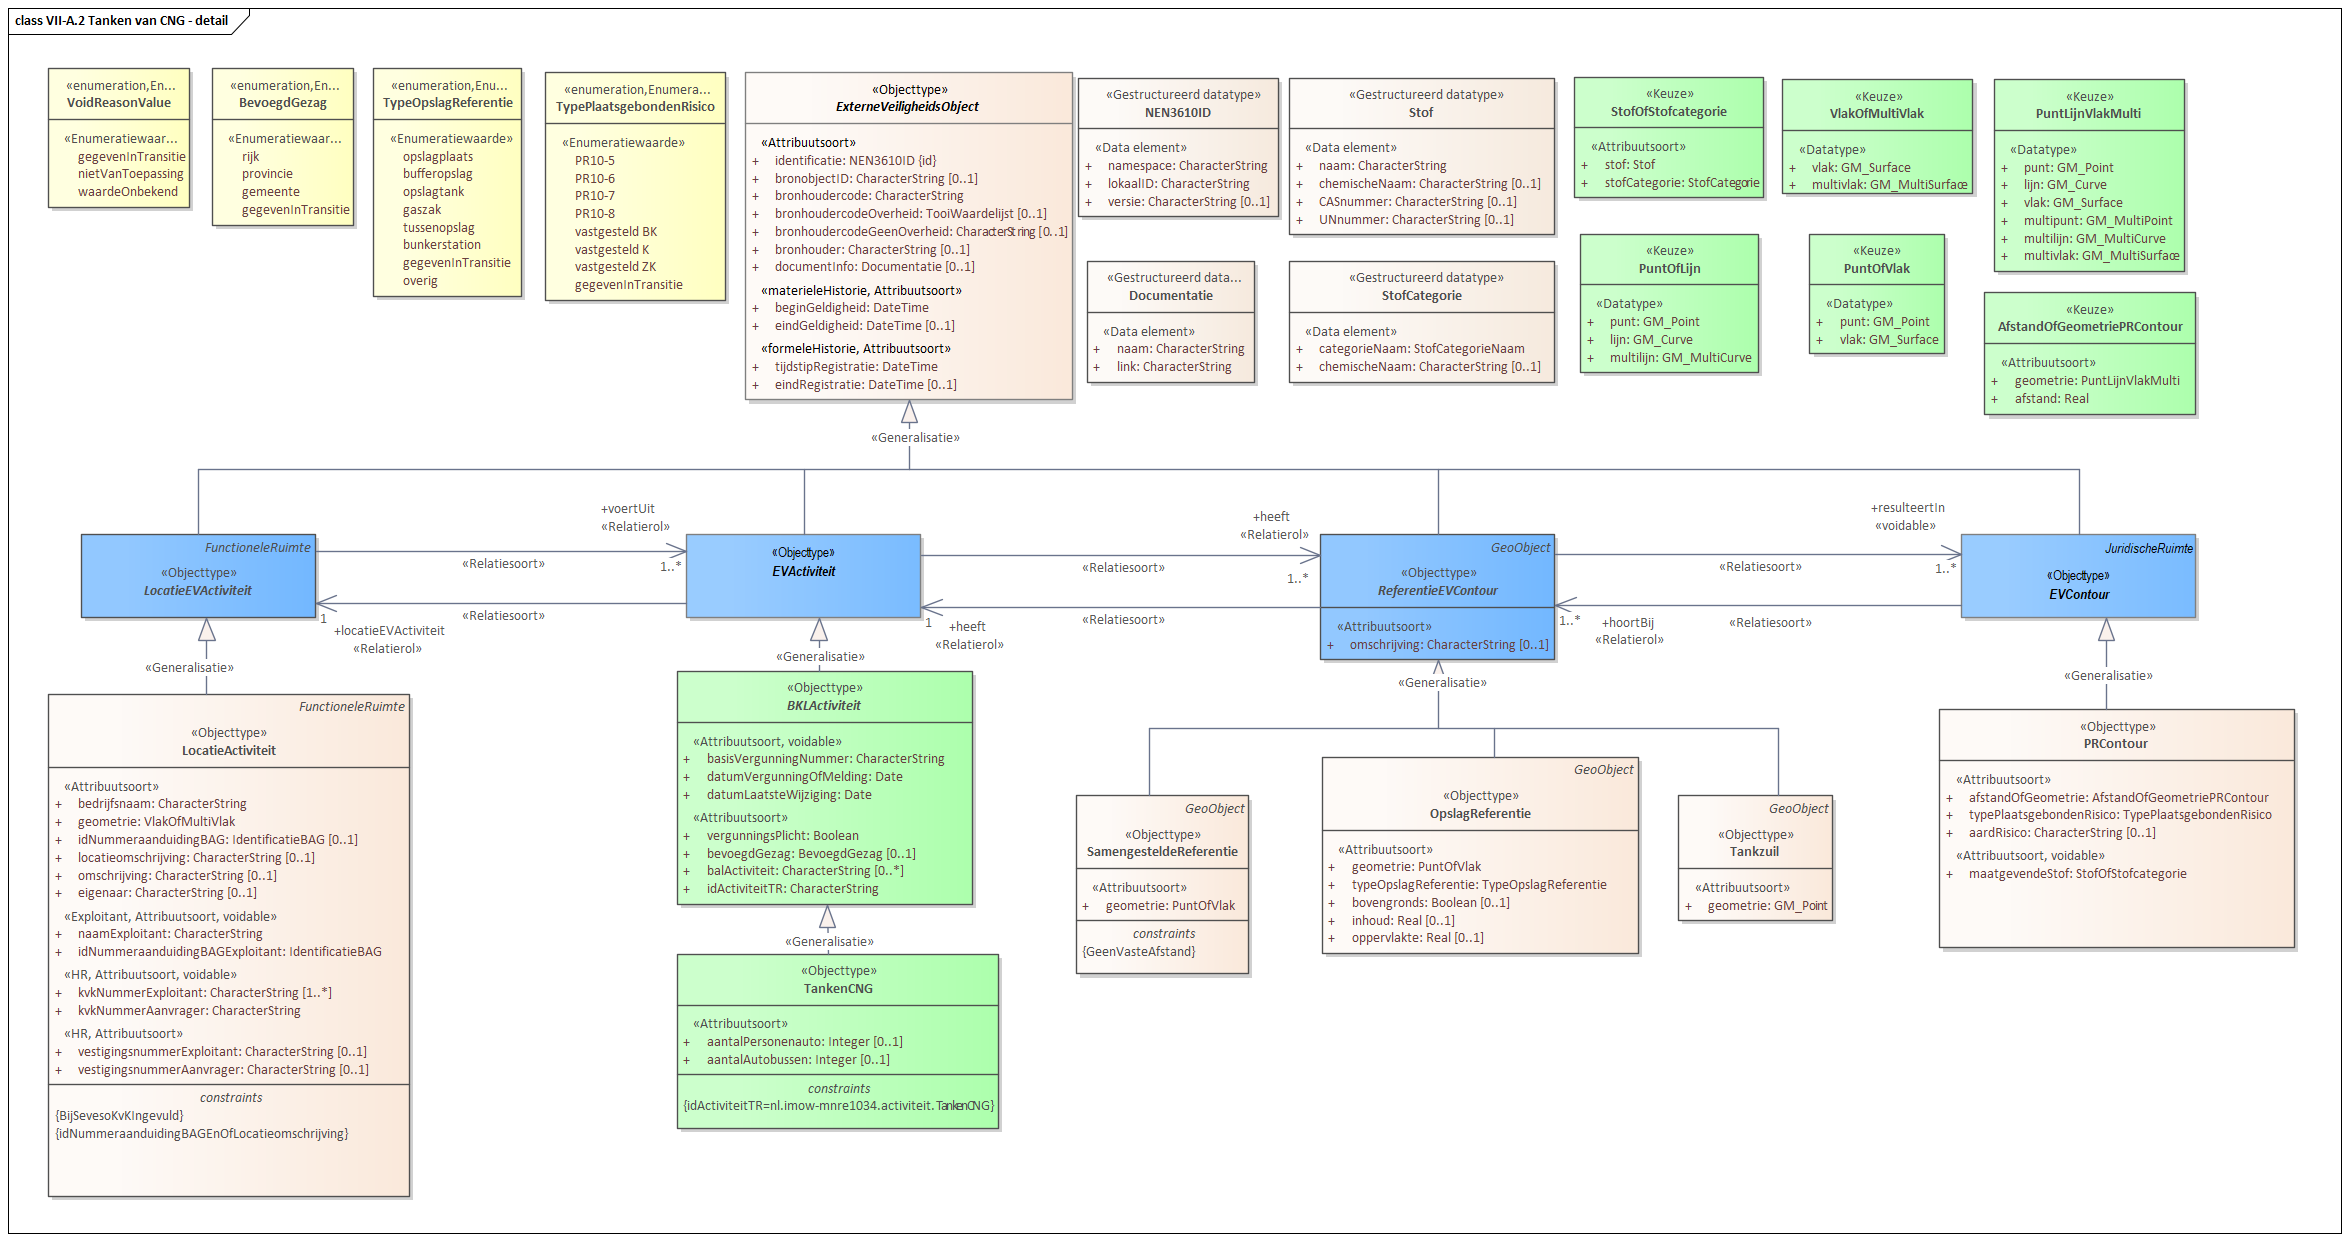 class VII-A.2 Tanken van CNG - detail
«enumeration,En...
VoidReasonValue
«Enumeratiewaar...
gegevenInTransitie
nietVanToepassing
waardeOnbekend
«enumeration,En...
BevoegdGezag
«Enumeratiewaar...
rijk
provincie
gemeente
gegevenInTransitie
«enumeration,Enu...
TypeOpslagReferentie
«Enumeratiewaarde»
opslagplaats
bufferopslag
opslagtank
gaszak
tussenopslag
bunkerstation
gegevenInTransitie
overig
«enumeration,Enumera...
TypePlaatsgebondenRisico
«Enumeratiewaarde»
PR10-5
PR10-6
PR10-7
PR10-8
vastgesteld BK
vastgesteld K
vastgesteld ZK
gegevenInTransitie
«Objecttype»
ExterneVeiligheidsObject
«Attribuutsoort»
+ identificatie: NEN3610ID {id}
+ bronobjectID: CharacterString [0..1]
+ bronhoudercode: CharacterString
+ bronhoudercodeOverheid: TooiWaardelijst [0..1]
+ bronhoudercodeGeenOverheid: CharacterString [0..1]
+ bronhouder: CharacterString [0..1]
+ documentInfo: Documentatie [0..1]
«materieleHistorie, Attribuutsoort»
+ beginGeldigheid: DateTime
+ eindGeldigheid: DateTime [0..1]
«formeleHistorie, Attribuutsoort»
+ tijdstipRegistratie: DateTime
+ eindRegistratie: DateTime [0..1]
«Gestructureerd datatype»
NEN3610ID
«Data element»
+ namespace: CharacterString
+ lokaalID: CharacterString
+ versie: CharacterString [0..1]
«Gestructureerd data...
Documentatie
«Data element»
+ naam: CharacterString
+ link: CharacterString
«Gestructureerd datatype»
Stof
«Data element»
+ naam: CharacterString
+ chemischeNaam: CharacterString [0..1]
+ CASnummer: CharacterString [0..1]
+ UNnummer: CharacterString [0..1]
«Gestructureerd datatype»
StofCategorie
«Data element»
+ categorieNaam: StofCategorieNaam
+ chemischeNaam: CharacterString [0..1]
«Keuze»
StofOfStofcategorie
«Attribuutsoort»
+ stof: Stof
+ stofCategorie: StofCategorie
«Keuze»
PuntOfLijn
«Datatype»
+ punt: GM_Point
+ lijn: GM_Curve
+ multilijn: GM_MultiCurve
«Keuze»
VlakOfMultiVlak
«Datatype»
+ vlak: GM_Surface
+ multivlak: GM_MultiSurface
«Keuze»
PuntOfVlak
«Datatype»
+ punt: GM_Point
+ vlak: GM_Surface
«Keuze»
PuntLijnVlakMulti
«Datatype»
+ punt: GM_Point
+ lijn: GM_Curve
+ vlak: GM_Surface
+ multipunt: GM_MultiPoint
+ multilijn: GM_MultiCurve
+ multivlak: GM_MultiSurface
«Keuze»
AfstandOfGeometriePRContour
«Attribuutsoort»
+ geometrie: PuntLijnVlakMulti
+ afstand: Real
«Generalisatie»
FunctioneleRuimte
«Objecttype»
LocatieEVActiviteit
+voertUit
«Relatierol»
«Relatiesoort»
1..*
«Relatiesoort»
1
+locatieEVActiviteit
«Relatierol»
«Objecttype»
EVActiviteit
+heeft
«Relatierol»
«Relatiesoort»
1..*
«Relatiesoort»
1
+heeft
«Relatierol»
GeoObject
«Objecttype»
ReferentieEVContour
«Attribuutsoort»
+ omschrijving: CharacterString [0..1]
+resulteertIn
«voidable»
«Relatiesoort»
1..*
«Relatiesoort»
1..*
+hoortBij
«Relatierol»
JuridischeRuimte
«Objecttype»
EVContour
«Generalisatie»
«Generalisatie»
«Generalisatie»
«Generalisatie»
FunctioneleRuimte
«Objecttype»
LocatieActiviteit
«Attribuutsoort»
+ bedrijfsnaam: CharacterString
+ geometrie: VlakOfMultiVlak
+ idNummeraanduidingBAG: IdentificatieBAG [0..1]
+ locatieomschrijving: CharacterString [0..1]
+ omschrijving: CharacterString [0..1]
+ eigenaar: CharacterString [0..1]
«Exploitant, Attribuutsoort, voidable»
+ naamExploitant: CharacterString
+ idNummeraanduidingBAGExploitant: IdentificatieBAG
«HR, Attribuutsoort, voidable»
+ kvkNummerExploitant: CharacterString [1..*]
+ kvkNummerAanvrager: CharacterString
«HR, Attribuutsoort»
+ vestigingsnummerExploitant: CharacterString [0..1]
+ vestigingsnummerAanvrager: CharacterString [0..1]
constraints
{BijSevesoKvKIngevuld}
{idNummeraanduidingBAGEnOfLocatieomschrijving}
«Objecttype»
BKLActiviteit
«Attribuutsoort, voidable»
+ basisVergunningNummer: CharacterString
+ datumVergunningOfMelding: Date
+ datumLaatsteWijziging: Date
«Attribuutsoort»
+ vergunningsPlicht: Boolean
+ bevoegdGezag: BevoegdGezag [0..1]
+ balActiviteit: CharacterString [0..*]
+ idActiviteitTR: CharacterString
«Generalisatie»
«Objecttype»
TankenCNG
«Attribuutsoort»
+ aantalPersonenauto: Integer [0..1]
+ aantalAutobussen: Integer [0..1]
constraints
{idActiviteitTR=nl.imow-mnre1034.activiteit.TankenCNG}
GeoObject
«Objecttype»
SamengesteldeReferentie
«Attribuutsoort»
+ geometrie: PuntOfVlak
constraints
{GeenVasteAfstand}
GeoObject
«Objecttype»
OpslagReferentie
«Attribuutsoort»
+ geometrie: PuntOfVlak
+ typeOpslagReferentie: TypeOpslagReferentie
+ bovengronds: Boolean [0..1]
+ inhoud: Real [0..1]
+ oppervlakte: Real [0..1]
GeoObject
«Objecttype»
Tankzuil
«Attribuutsoort»
+ geometrie: GM_Point
«Objecttype»
PRContour
«Attribuutsoort»
+ afstandOfGeometrie: AfstandOfGeometriePRContour
+ typePlaatsgebondenRisico: TypePlaatsgebondenRisico
+ aardRisico: CharacterString [0..1]
«Attribuutsoort, voidable»
+ maatgevendeStof: StofOfStofcategorie